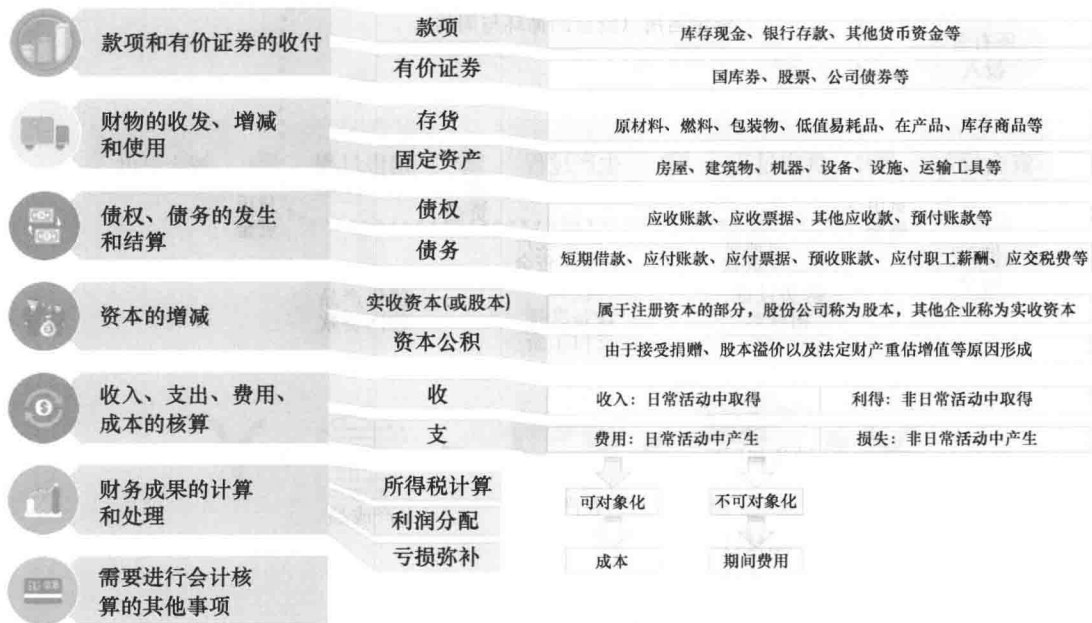 款项和有价证券的收付
款项
库存现金、银行存款、其他货币资金等
有价证券
国库券、股票、公司债券等
财物的收发、增减
和使用
存货
原材料、燃料、包装物、低值易耗品、在产品、库存商品等
固定资产
房屋、建筑物、机器、设备、设施、运输工具等
债权、债务的发生
和结算
债权
应收账款、应收票据、其他应收款、预付账款等
债务
短期借款、应付账款、应付票据、预收账款、应付职工薪酬、应交税费等
资本的增减
实收资本(或股本)
属于注册资本的部分，股份公司称为股本，其他企业称为实收资本
资本公积
由于接受捐赠、股本溢价以及法定财产重估增值等原因形成
收入、支出、费用、
成本的核算
收
收入：日常活动中取得
利得：非日常活动中取得
支
费用：日常活动中产生
损失：非日常活动中产生
财务成果的计算
和处理
所得税计算
利润分配
亏损弥补
可对象化
不可对象化
成本
期间费用
需要进行会计核
算的其他事项